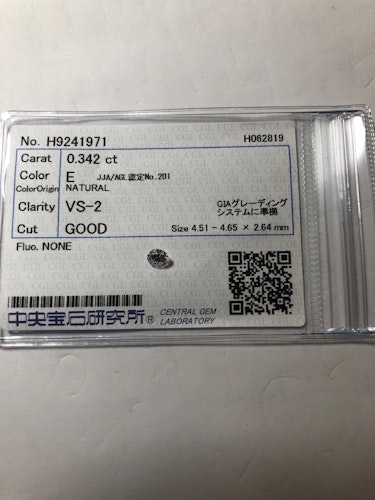 No. H9241971 H062819
Carat 0.342 ct
Color E JJA/AGL認定No.201
ColorOrigin NATURAL
Clarity VS-2 GIAグレーディング
システムに準拠
Cut GOOD Size 4.51 - 4.65 × 2.64 mm
Fluo. NONE
中央宝石研究所® CENTRAL GEM
LABORATORY